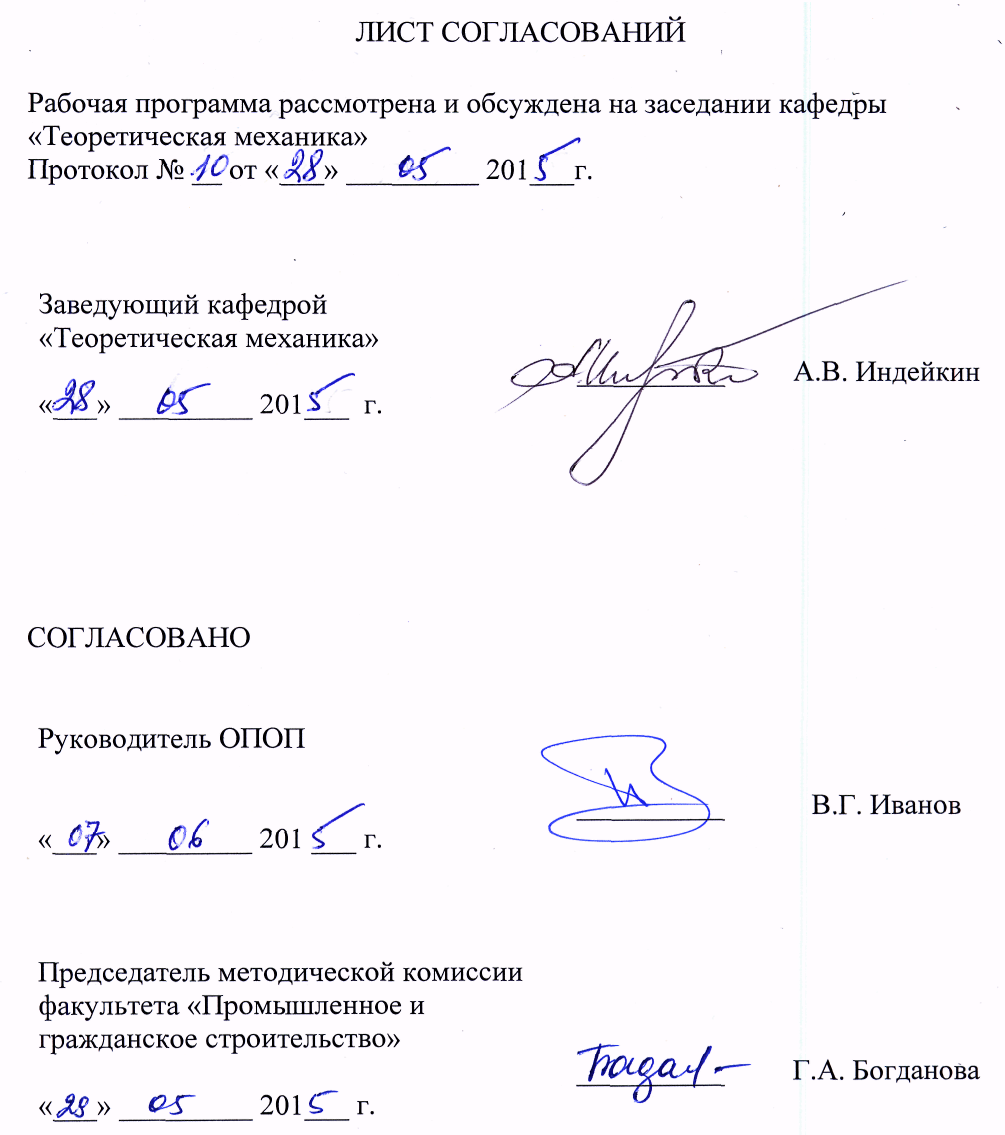 ЛИСТ СОГЛАСОВАНИЙ
Рабочая программа рассмотрена и обсуждена на заседании кафедры
«Теоретическая механика»
Протокол № 10 от «28» 05 2015 г.
Заведующий кафедрой
«Теоретическая механика»
А.В. Индейкин
«28» 05 2015 г.
СОГЛАСОВАНО
Руководитель ОПОП
В.Г. Иванов
«07» 06 2015 г.
Председатель методической комиссии
факультета «Промышленное и
гражданское строительство»
Г.А. Богданова
«28» 05 2015 г.